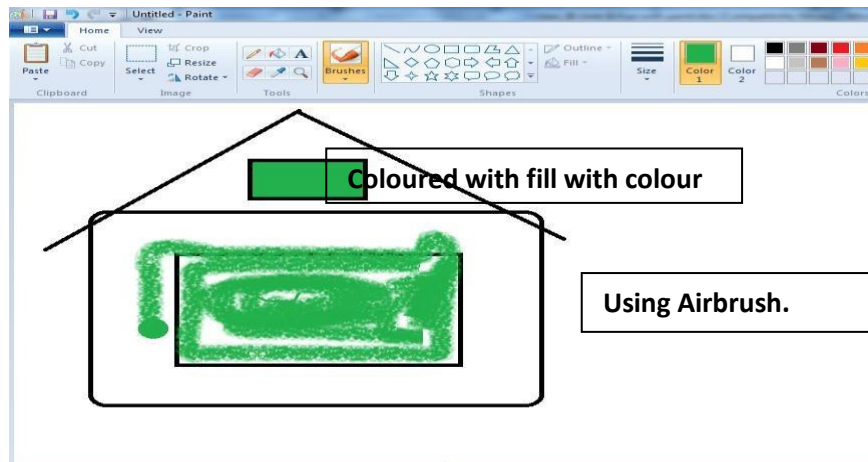 Untitled - Paint
Home View
Paste
Cut
Copy
Clipboard
Select
Crop
Resize
Rotate
Image
A
Tools
Brushes
Outline
Fill
Shapes
Size
Color 1
Color 2
Colors
Coloured with fill with colour
Using Airbrush.